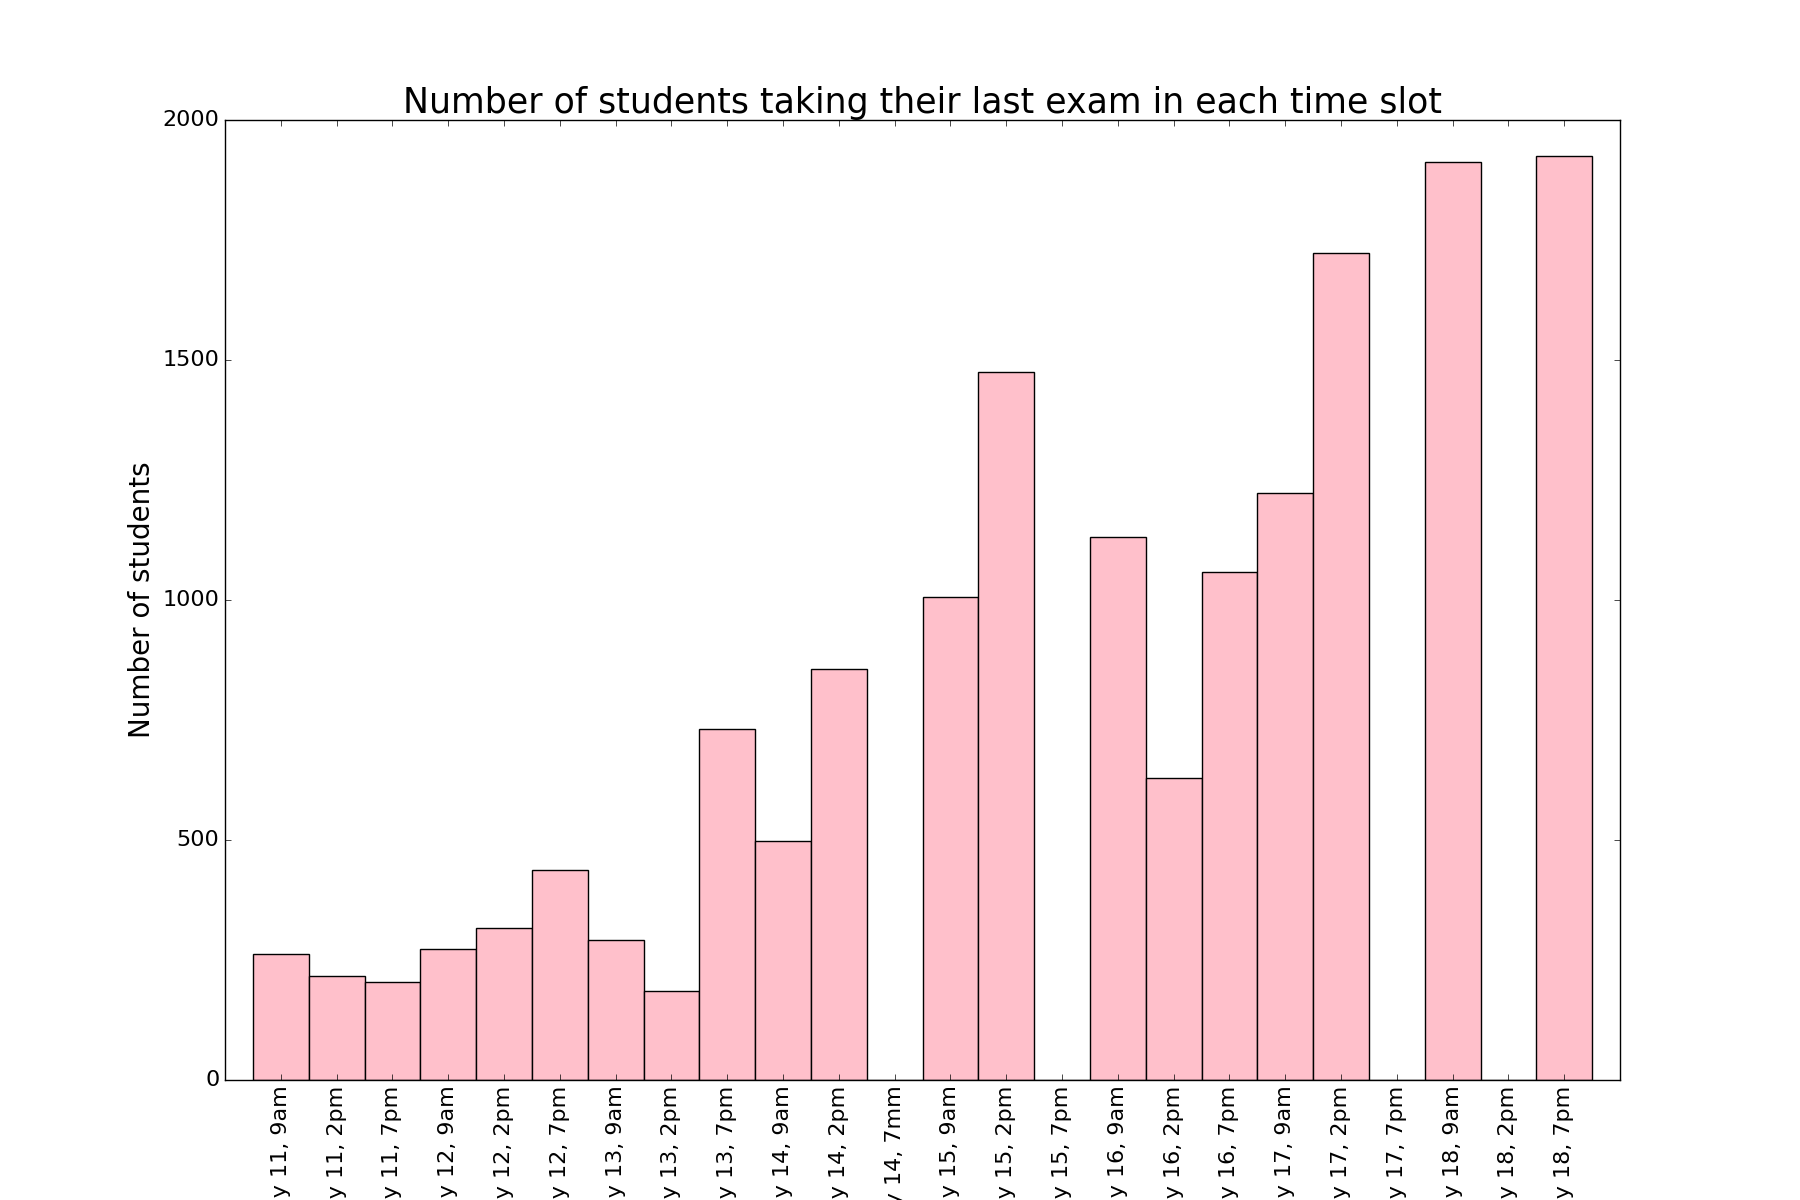 Number of students taking their last exam in each time slot
Number of students
2000
1500
1000
500
0
y 11, 9am
y 11, 2pm
y 11, 7pm
y 12, 9am
y 12, 2pm
y 12, 7pm
y 13, 9am
y 13, 2pm
y 13, 7pm
y 14, 9am
y 14, 2pm
y 14, 7mm
y 15, 9am
y 15, 2pm
y 15, 7pm
y 16, 9am
y 16, 2pm
y 16, 7pm
y 17, 9am
y 17, 2pm
y 17, 7pm
y 18, 9am
y 18, 2pm
y 18, 7pm